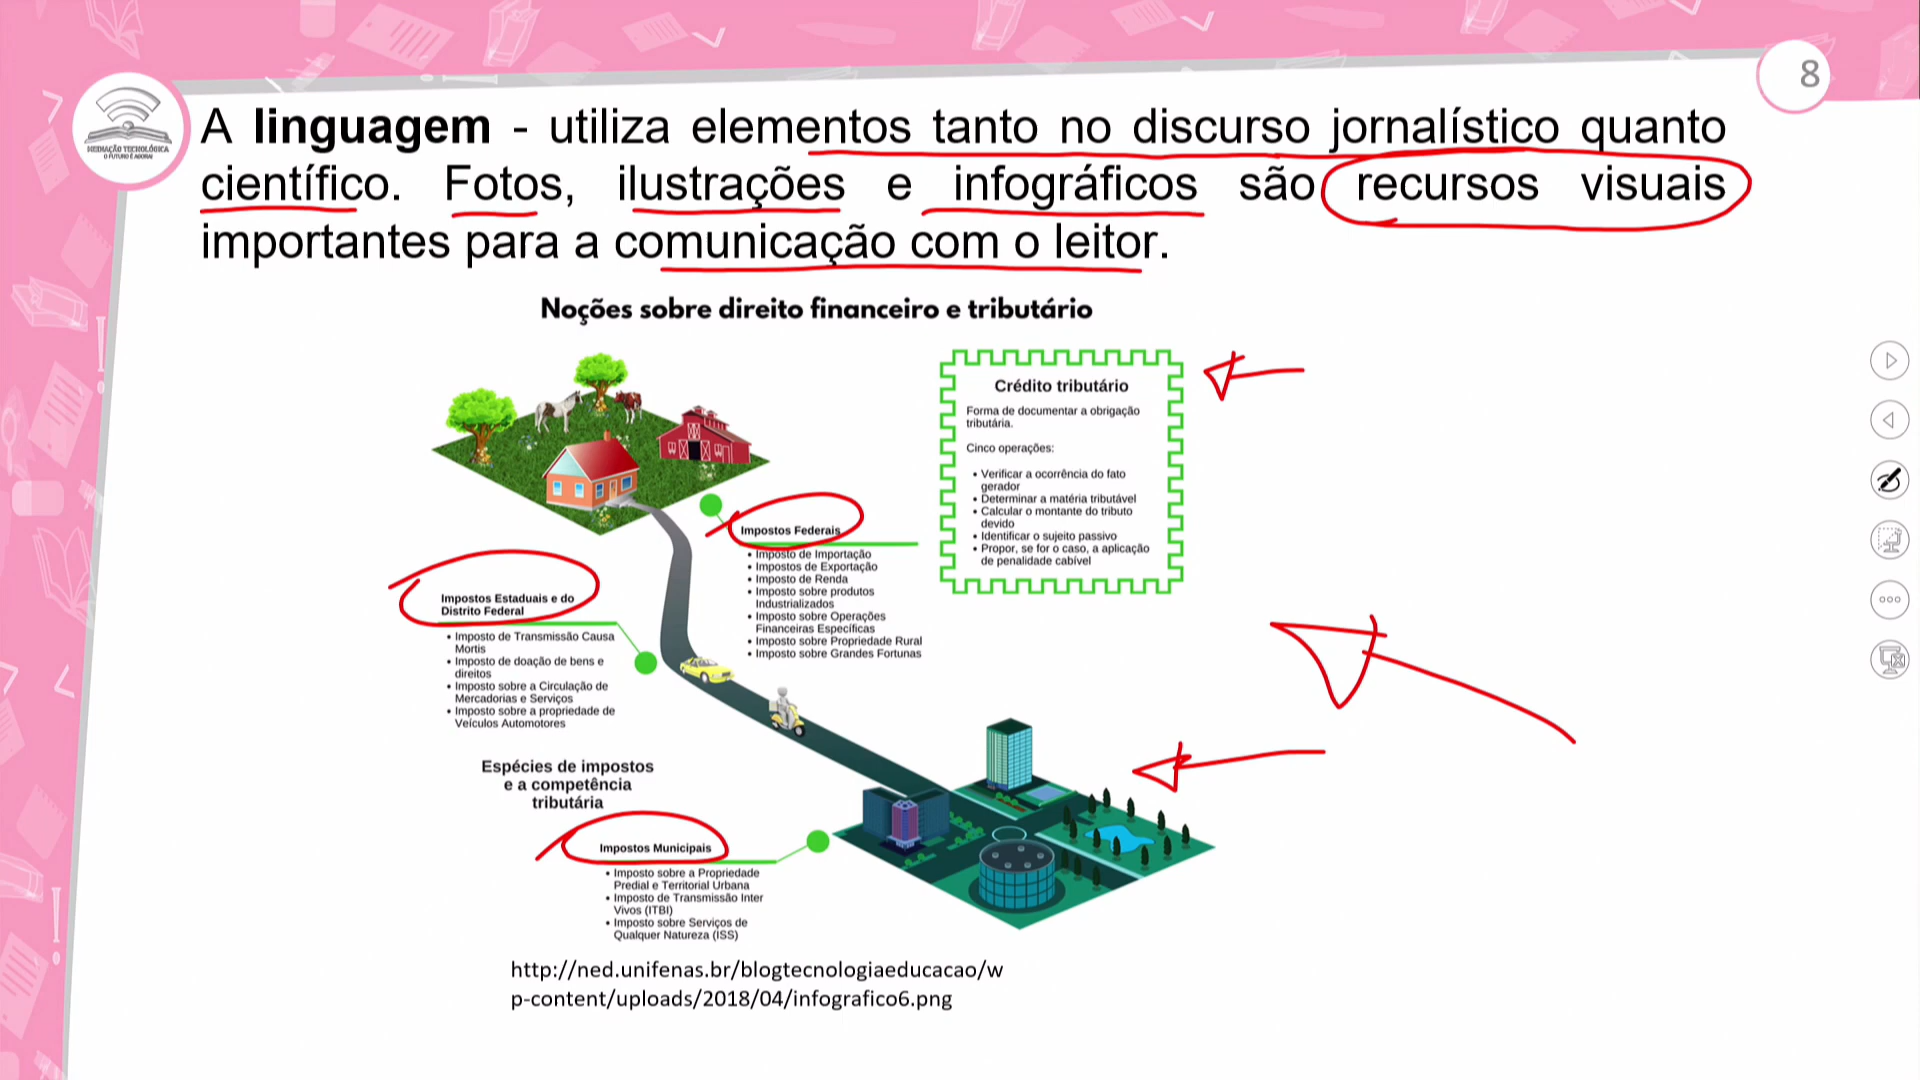 8
MEDIAÇÃO TECNOLÓGICA
O FUTURO É AGORA!
A linguagem - utiliza elementos tanto no discurso jornalístico quanto
científico. Fotos, ilustrações e infográficos são recursos visuais
importantes para a comunicação com o leitor.
Noções sobre direito financeiro e tributário
Crédito tributário
Forma de documentar a obrigação
tributária.
Cinco operações:
• Verificar a ocorrência do fato
gerador
• Determinar a matéria tributável
• Calcular o montante do tributo
devido
• Identificar o sujeito passivo
• Propor, se for o caso, a aplicação
de penalidade cabível
Impostos Federais
• Imposto de Importação
• Impostos de Exportação
• Imposto de Renda
• Imposto sobre produtos
Industrializados
• Imposto sobre Operações
Financeiras Específicas
• Imposto sobre Propriedade Rural
• Imposto sobre Grandes Fortunas
Impostos Estaduais e do
Distrito Federal
• Imposto de Transmissão Causa
Mortis
• Imposto de doação de bens e
direitos
• Imposto sobre a Circulação de
Mercadorias e Serviços
• Imposto sobre a propriedade de
Veículos Automotores
Espécies de impostos
e a competência
tributária
Impostos Municipais
• Imposto sobre a Propriedade
Predial e Territorial Urbana
• Imposto de Transmissão Inter
Vivos (ITBI)
• Imposto sobre Serviços de
Qualquer Natureza (ISS)
http://ned.unifenas.br/blogtecnologiaeducacao/w
p-content/uploads/2018/04/infografico6.png